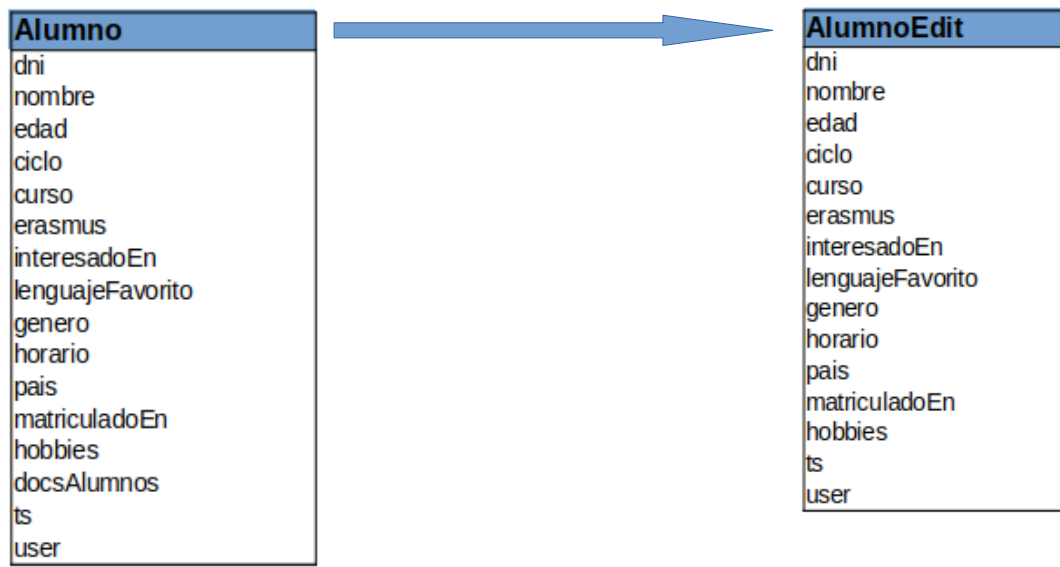 Alumno
dni
nombre
edad
ciclo
curso
erasmus
interesadoEn
lenguajeFavorito
genero
horario
pais
matriculadoEn
hobbies
docsAlumnos
ts
user
AlumnoEdit
dni
nombre
edad
ciclo
curso
erasmus
interesadoEn
lenguajeFavorito
genero
horario
pais
matriculadoEn
hobbies
ts
user